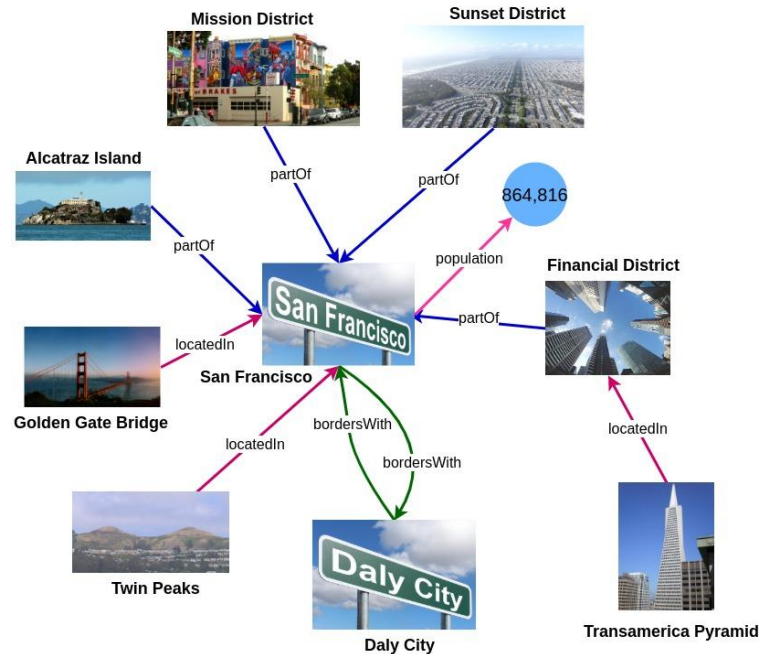 Mission District
Sunset District
BRAKES
partOf
partOf
Alcatraz Island
864,816
partOf
population
Financial District
San Francisco
partOf
locatedIn
San Francisco
Golden Gate Bridge
bordersWith
locatedIn
locatedIn
bordersWith
Daly City
Twin Peaks
Transamerica Pyramid
Daly City